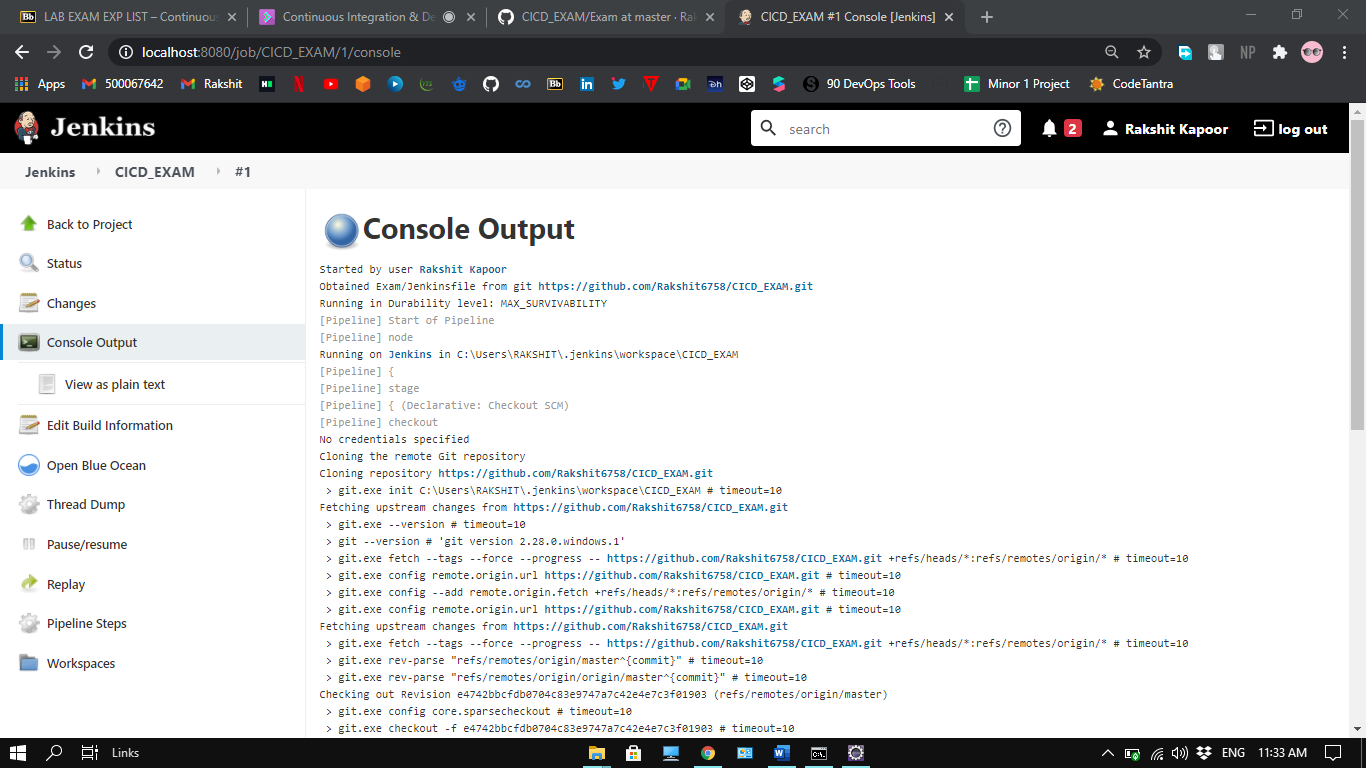 LAB EXAM EXP LIST – Continuous
Continuous Integration & De
CICD_EXAM/Exam at master · Rak
CICD_EXAM #1 Console [Jenkins]
localhost:8080/job/CICD_EXAM/1/console
NP
Apps
500067642
Rakshit
90 DevOps Tools
Minor 1 Project
CodeTantra
Jenkins
search
2
Rakshit Kapoor
log out
Jenkins
CICD_EXAM
#1
Back to Project
Status
Changes
Console Output
View as plain text
Edit Build Information
Open Blue Ocean
Thread Dump
Pause/resume
Replay
Pipeline Steps
Workspaces
Console Output
Started by user Rakshit Kapoor
Obtained Exam/Jenkinsfile from git https://github.com/Rakshit6758/CICD_EXAM.git
Running in Durability level: MAX_SURVIVABILITY
[Pipeline] Start of Pipeline
[Pipeline] node
Running on Jenkins in C:\Users\RAKSHIT\.jenkins\workspace\CICD_EXAM
[Pipeline] {
[Pipeline] stage
[Pipeline] { (Declarative: Checkout SCM)
[Pipeline] checkout
No credentials specified
Cloning the remote Git repository
Cloning repository https://github.com/Rakshit6758/CICD_EXAM.git
> git.exe init C:\Users\RAKSHIT\.jenkins\workspace\CICD_EXAM # timeout=10
Fetching upstream changes from https://github.com/Rakshit6758/CICD_EXAM.git
> git.exe --version # timeout=10
> git --version # 'git version 2.28.0.windows.1'
> git.exe fetch --tags --force --progress -- https://github.com/Rakshit6758/CICD_EXAM.git +refs/heads/*:refs/remotes/origin/* # timeout=10
> git.exe config remote.origin.url https://github.com/Rakshit6758/CICD_EXAM.git # timeout=10
> git.exe config --add remote.origin.fetch +refs/heads/*:refs/remotes/origin/* # timeout=10
> git.exe config remote.origin.url https://github.com/Rakshit6758/CICD_EXAM.git # timeout=10
Fetching upstream changes from https://github.com/Rakshit6758/CICD_EXAM.git
> git.exe fetch --tags --force --progress -- https://github.com/Rakshit6758/CICD_EXAM.git +refs/heads/*:refs/remotes/origin/* # timeout=10
> git.exe rev-parse "refs/remotes/origin/master^{commit}" # timeout=10
> git.exe rev-parse "refs/remotes/origin/origin/master^{commit}" # timeout=10
Checking out Revision e4742bbcfdb0704c83e9747a7c42e4e7c3f01903 (refs/remotes/origin/master)
> git.exe config core.sparsecheckout # timeout=10
> git.exe checkout -f e4742bbcfdb0704c83e9747a7c42e4e7c3f01903 # timeout=10
Links
ENG
11:33 AM